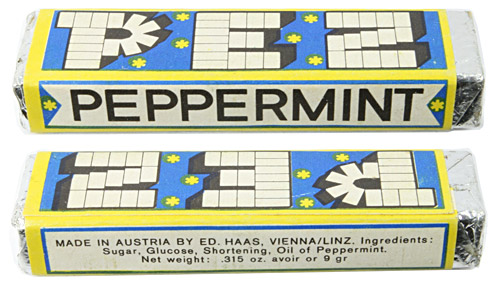 PEZ
PEPPERMINT
PEZ
MADE IN AUSTRIA BY ED. HAAS, VIENNA/LINZ. Ingredients:
Sugar, Glucose, Shortening, Oil of Peppermint.
Net weight: .315 oz. avoir or 9 gr